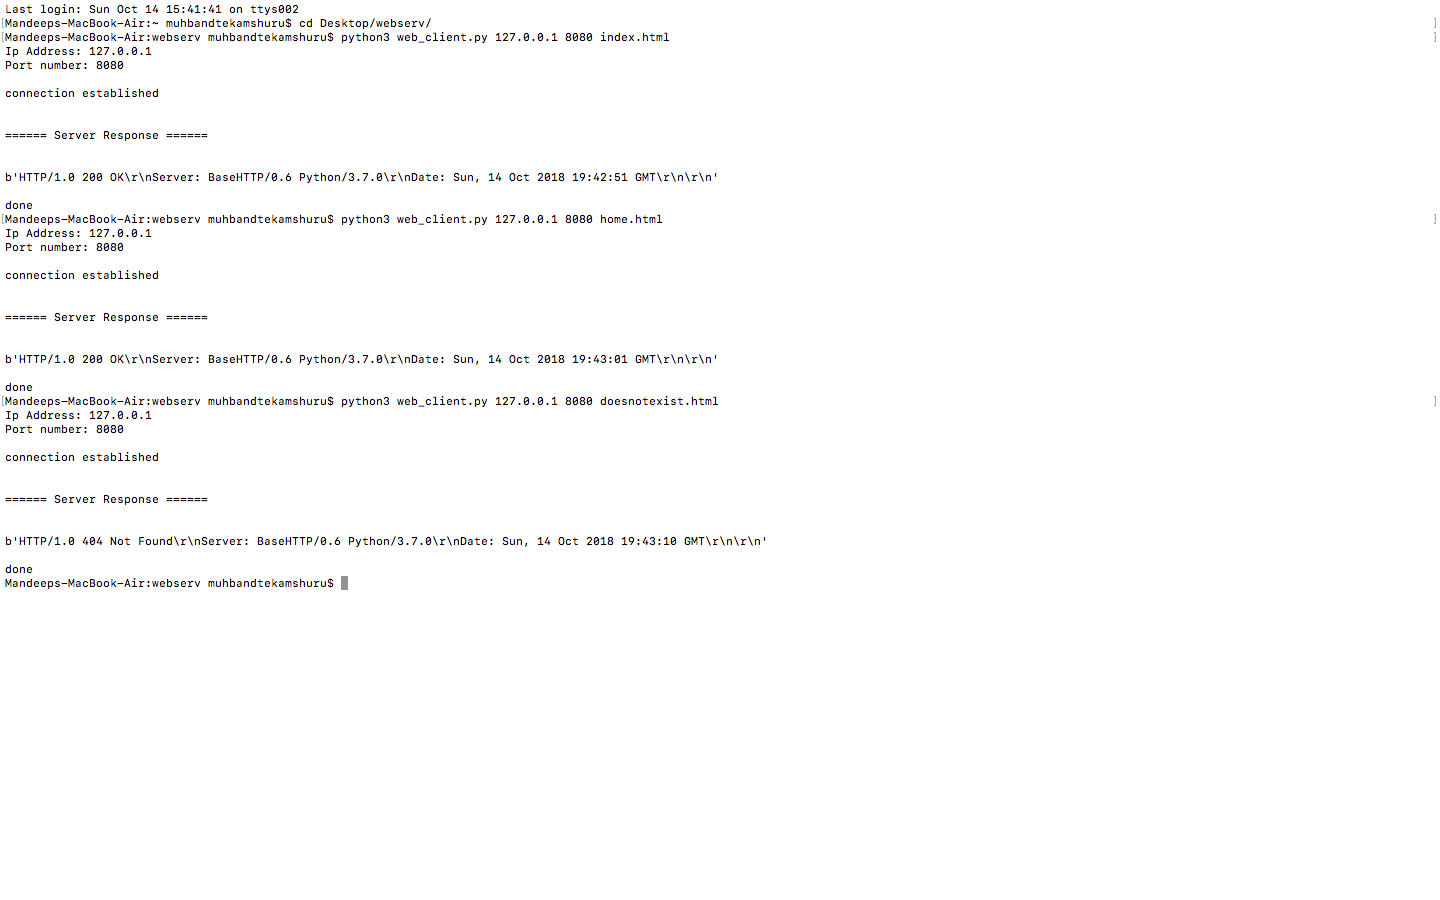 Last login: Sun Oct 14 15:41:41 on ttys002
[Mandeeps-MacBook-Air:~ muhbandtekamshuru$ cd Desktop/webserv/ ]
[Mandeeps-MacBook-Air:webserv muhbandtekamshuru$ python3 web_client.py 127.0.0.1 8080 index.html ]
Ip Address: 127.0.0.1
Port number: 8080
connection established
====== Server Response ======
b'HTTP/1.0 200 OK\r\nServer: BaseHTTP/0.6 Python/3.7.0\r\nDate: Sun, 14 Oct 2018 19:42:51 GMT\r\n\r\n'
done
[Mandeeps-MacBook-Air:webserv muhbandtekamshuru$ python3 web_client.py 127.0.0.1 8080 home.html ]
Ip Address: 127.0.0.1
Port number: 8080
connection established
====== Server Response ======
b'HTTP/1.0 200 OK\r\nServer: BaseHTTP/0.6 Python/3.7.0\r\nDate: Sun, 14 Oct 2018 19:43:01 GMT\r\n\r\n'
done
[Mandeeps-MacBook-Air:webserv muhbandtekamshuru$ python3 web_client.py 127.0.0.1 8080 doesnotexist.html ]
Ip Address: 127.0.0.1
Port number: 8080
connection established
====== Server Response ======
b'HTTP/1.0 404 Not Found\r\nServer: BaseHTTP/0.6 Python/3.7.0\r\nDate: Sun, 14 Oct 2018 19:43:10 GMT\r\n\r\n'
done
Mandeeps-MacBook-Air:webserv muhbandtekamshuru$